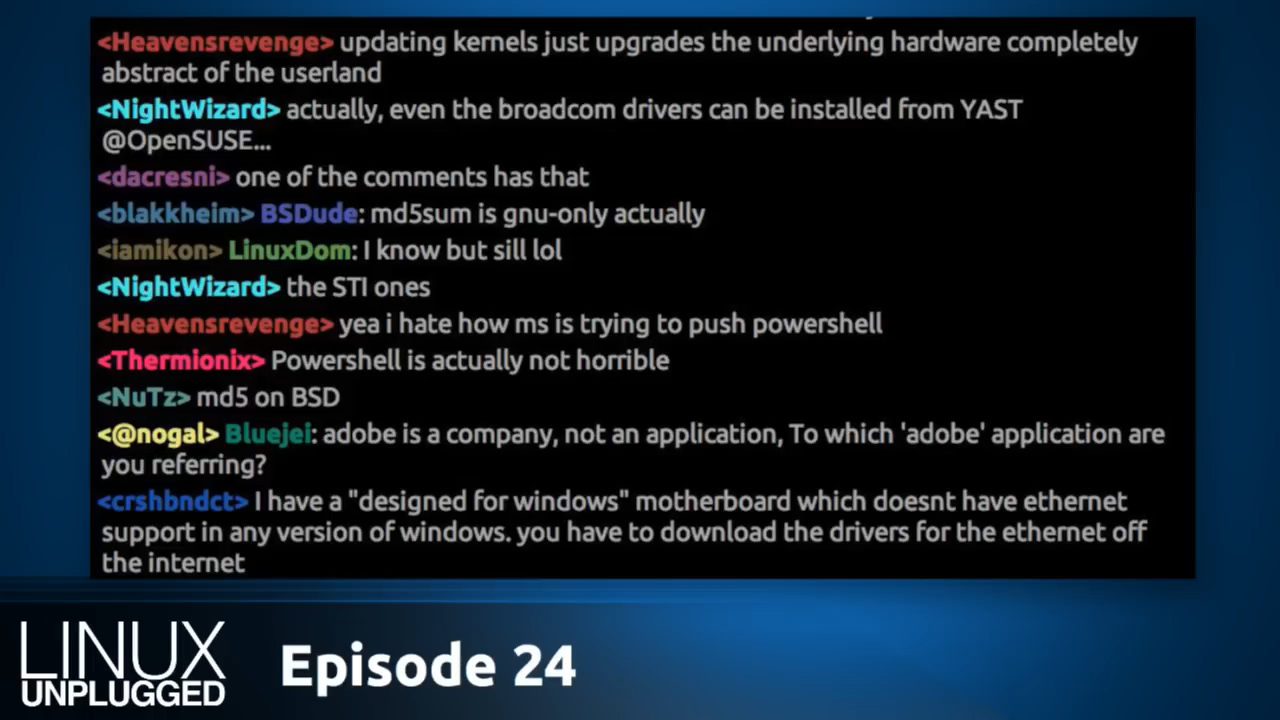 <Heavensrevenge> updating kernels just upgrades the underlying hardware completely
abstract of the userland
<NightWizard> actually, even the broadcom drivers can be installed from YAST
@OpenSUSE...
<dacresni> one of the comments has that
<blakkheim> BSDude: md5sum is gnu-only actually
<iamikon> LinuxDom: I know but sill lol
<NightWizard> the STI ones
<Heavensrevenge> yea i hate how ms is trying to push powershell
<Thermionix> Powershell is actually not horrible
<NuTz> md5 on BSD
<@nogal> Bluejei: adobe is a company, not an application, To which 'adobe' application are
you referring?
<crshbndct> I have a "designed for windows" motherboard which doesnt have ethernet
support in any version of windows. you have to download the drivers for the ethernet off
the internet
LINUX
UNPLUGGED
Episode 24